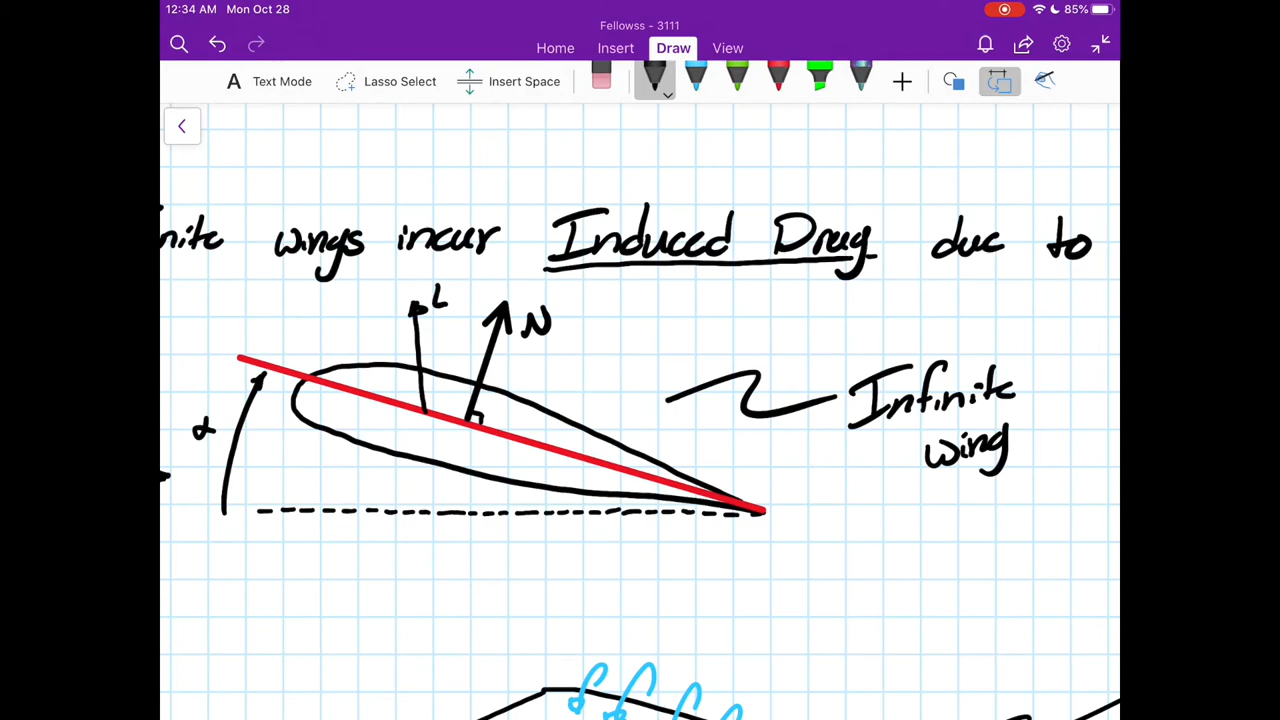 12:34 AM Mon Oct 28
85%
Fellowss - 3111
Home Insert Draw View
A Text Mode Lasso Select Insert Space
wings incur Induced Drag due to
L
N
α
Infinite
wing